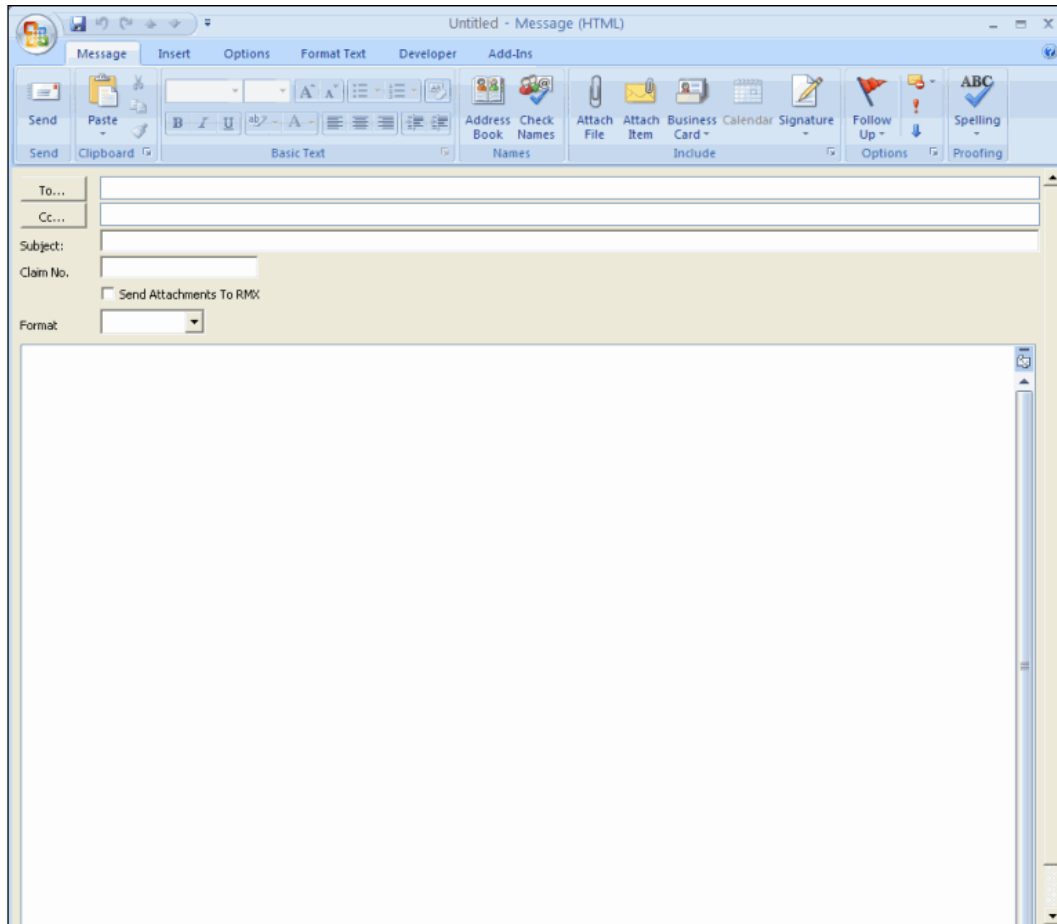 Untitled - Message (HTML)
Message Insert Options Format Text Developer Add-Ins
Send Paste A A ABC
B I U ab A Address Book Check Names Attach File Attach Item Business Card Calendar Signature Follow Up Spelling
Send Clipboard Basic Text Names Include Options Proofing
To...
Cc...
Subject:
Claim No.
Send Attachments To RMX
Format